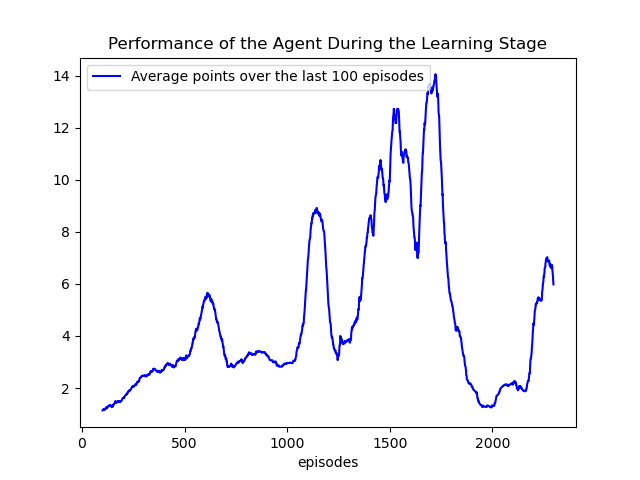 Performance of the Agent During the Learning Stage
Average points over the last 100 episodes
14
12
10
8
6
4
2
0 500 1000 1500 2000
episodes